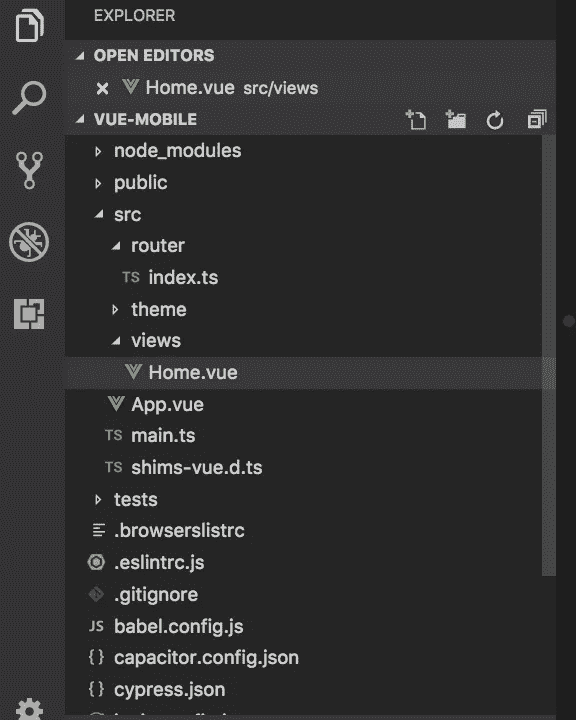 EXPLORER
OPEN EDITORS
Home.vue src/views
VUE-MOBILE
node_modules
public
src
router
TS index.ts
theme
views
Home.vue
App.vue
TS main.ts
TS shims-vue.d.ts
tests
.browserslistrc
.eslintrc.js
.gitignore
JS babel.config.js
{} capacitor.config.json
{} cypress.json